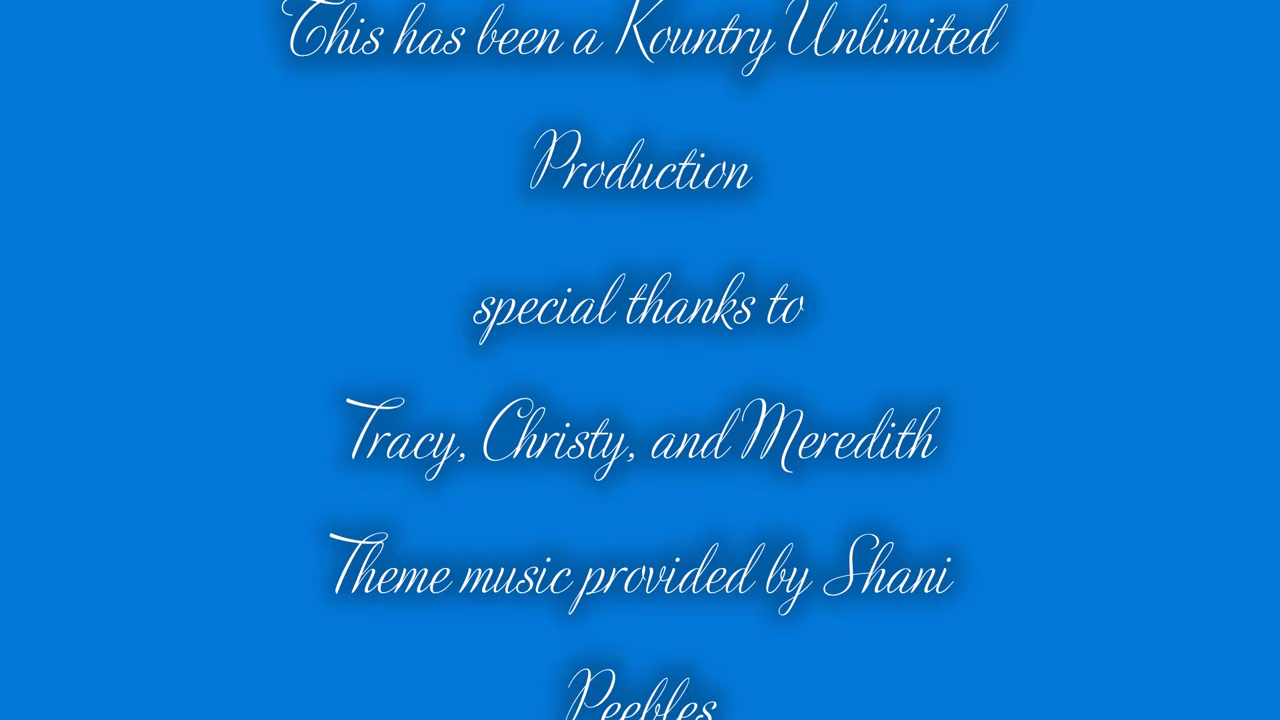 This has been a Kountry Unlimited
Production
special thanks to
Tracy, Christy, and Meredith
Theme music provided by Shani
Peebles